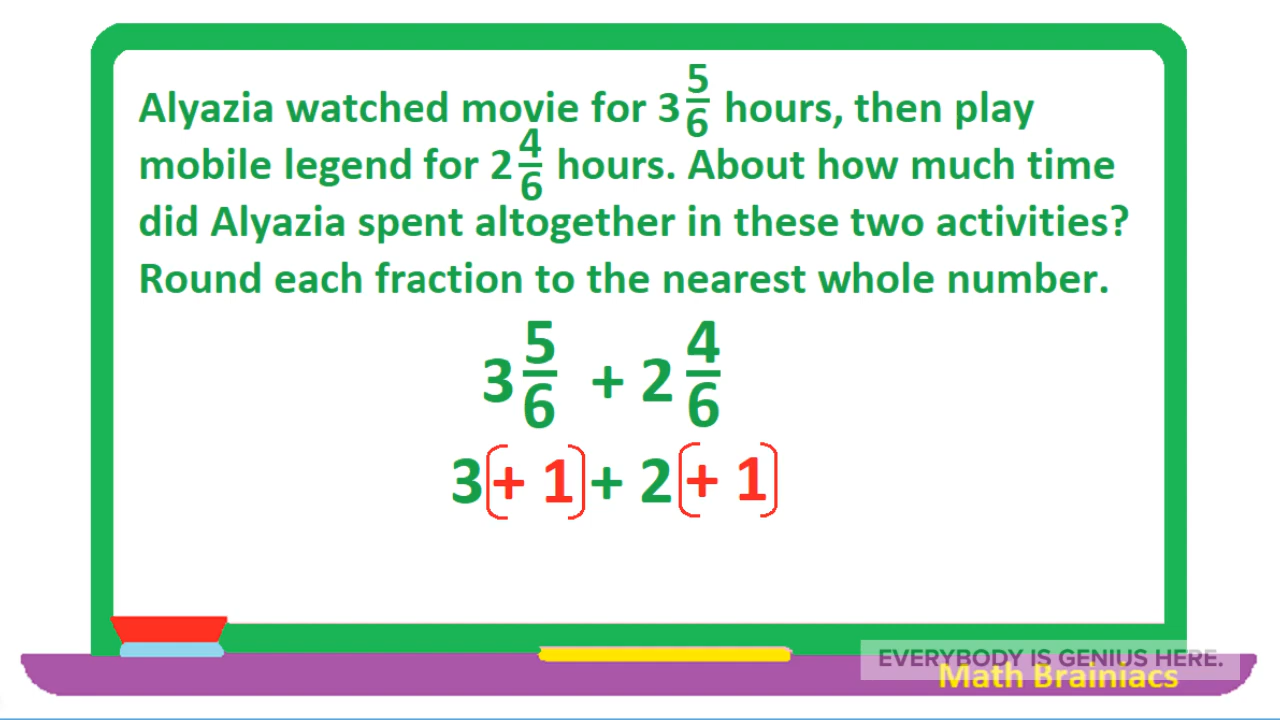 Alyazia watched movie for 3 5/6 hours, then play
mobile legend for 2 4/6 hours. About how much time
did Alyazia spent altogether in these two activities?
Round each fraction to the nearest whole number.
3 5/6 + 2 4/6
3(+ 1) + 2(+ 1)
EVERYBODY IS GENIUS HERE.
Math Brainiacs